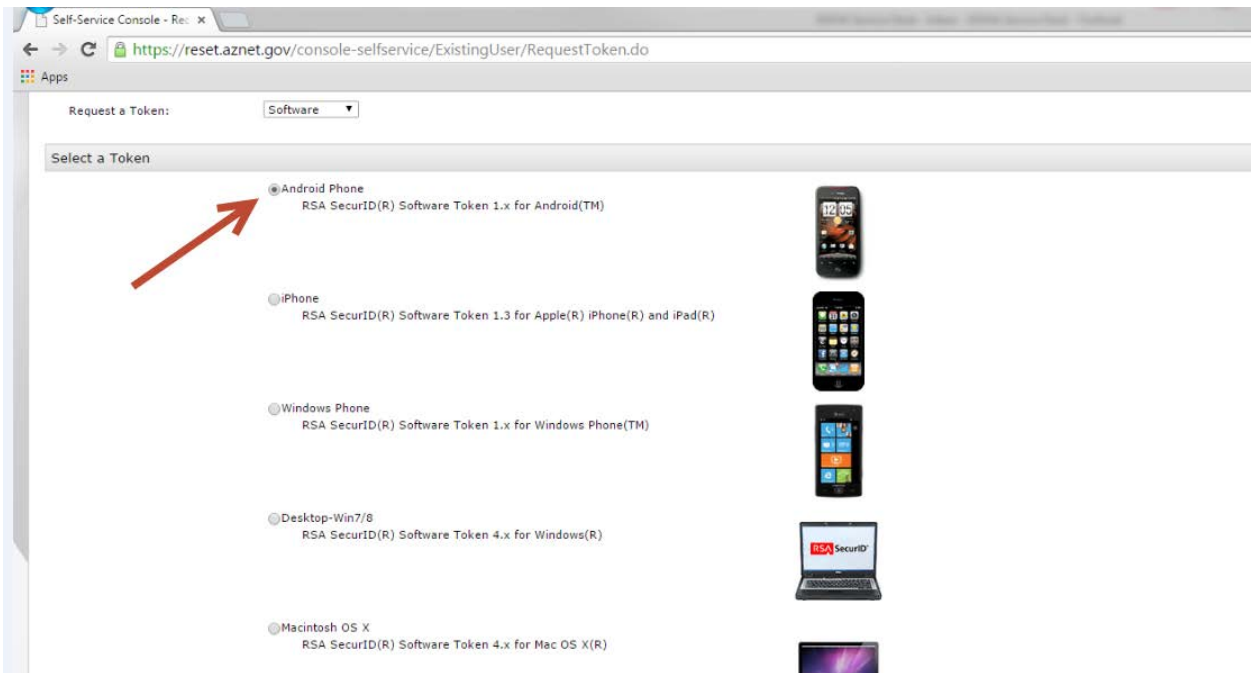 Self-Service Console - Rec
https://reset.aznet.gov/console-selfservice/ExistingUser/RequestToken.do
Apps
Request a Token: Software
Select a Token
Android Phone
RSA SecurID(R) Software Token 1.x for Android(TM)
12 05
iPhone
RSA SecurID(R) Software Token 1.3 for Apple(R) iPhone(R) and iPad(R)
Windows Phone
RSA SecurID(R) Software Token 1.x for Windows Phone(TM)
Desktop-Win7/8
RSA SecurID(R) Software Token 4.x for Windows(R)
RSA SecurID
Macintosh OS X
RSA SecurID(R) Software Token 4.x for Mac OS X(R)